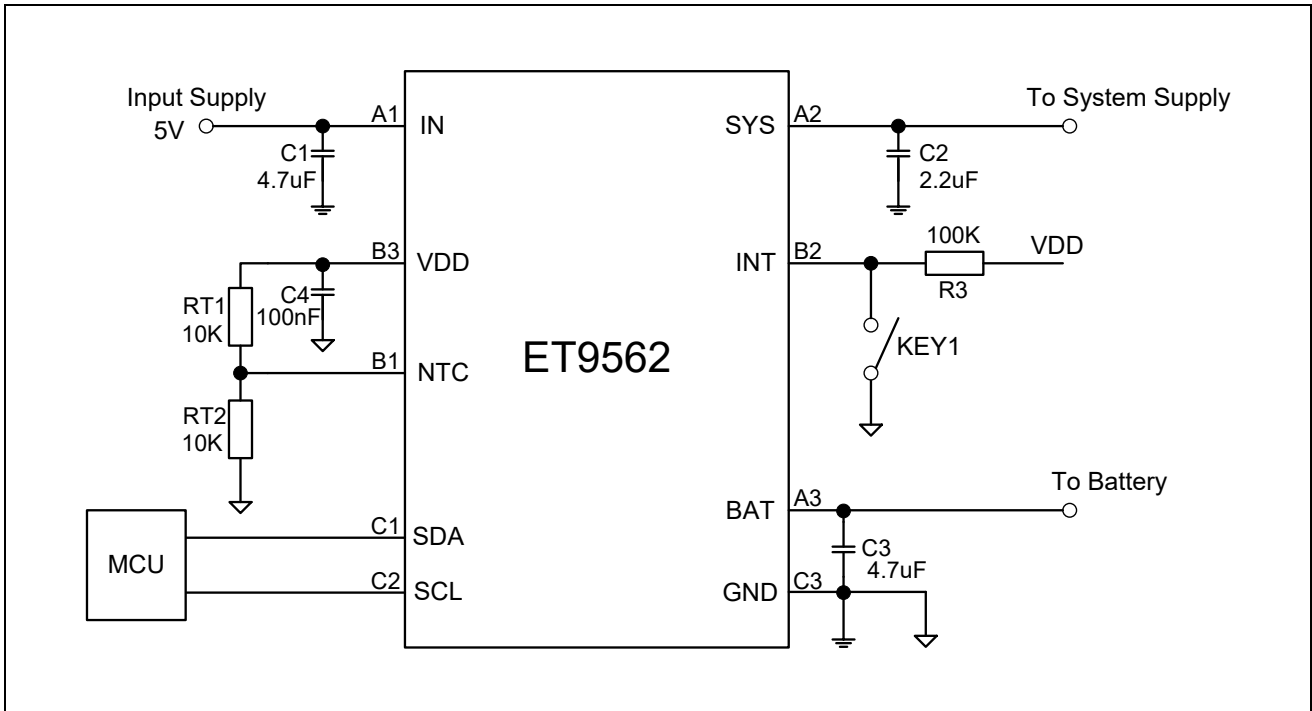 Input Supply
5V
A1
IN
C1
4.7uF
SYS
A2
To System Supply
C2
2.2uF
B3
VDD
C4
100nF
RT1
10K
B1
NTC
RT2
10K
ET9562
INT
B2
100K
VDD
R3
KEY1
MCU
C1
SDA
C2
SCL
BAT
A3
To Battery
C3
4.7uF
GND
C3